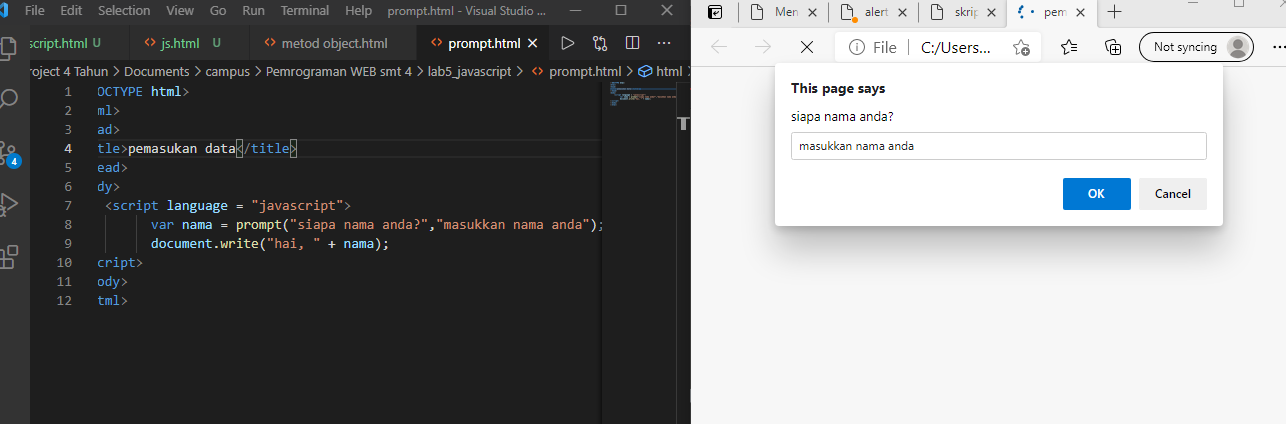 File Edit Selection View Go Run Terminal Help prompt.html - Visual Studio ...
script.html U js.html U metod object.html prompt.html
roject 4 Tahun > Documents > campus > Pemrograman WEB smt 4 > lab5_javascript > prompt.html > html
4
1 OCTYPE html>
2 ml>
3 ad>
4 tle>pemasukan data</title>
5 ead>
6 dy>
7 <script language = "javascript">
8 var nama = prompt("siapa nama anda?","masukkan nama anda");
9 document.write("hai, " + nama);
10 cript>
11 ody>
12 tml>
Men alert skrip pem
File C:/Users... Not syncing
This page says
siapa nama anda?
masukkan nama anda
OK Cancel